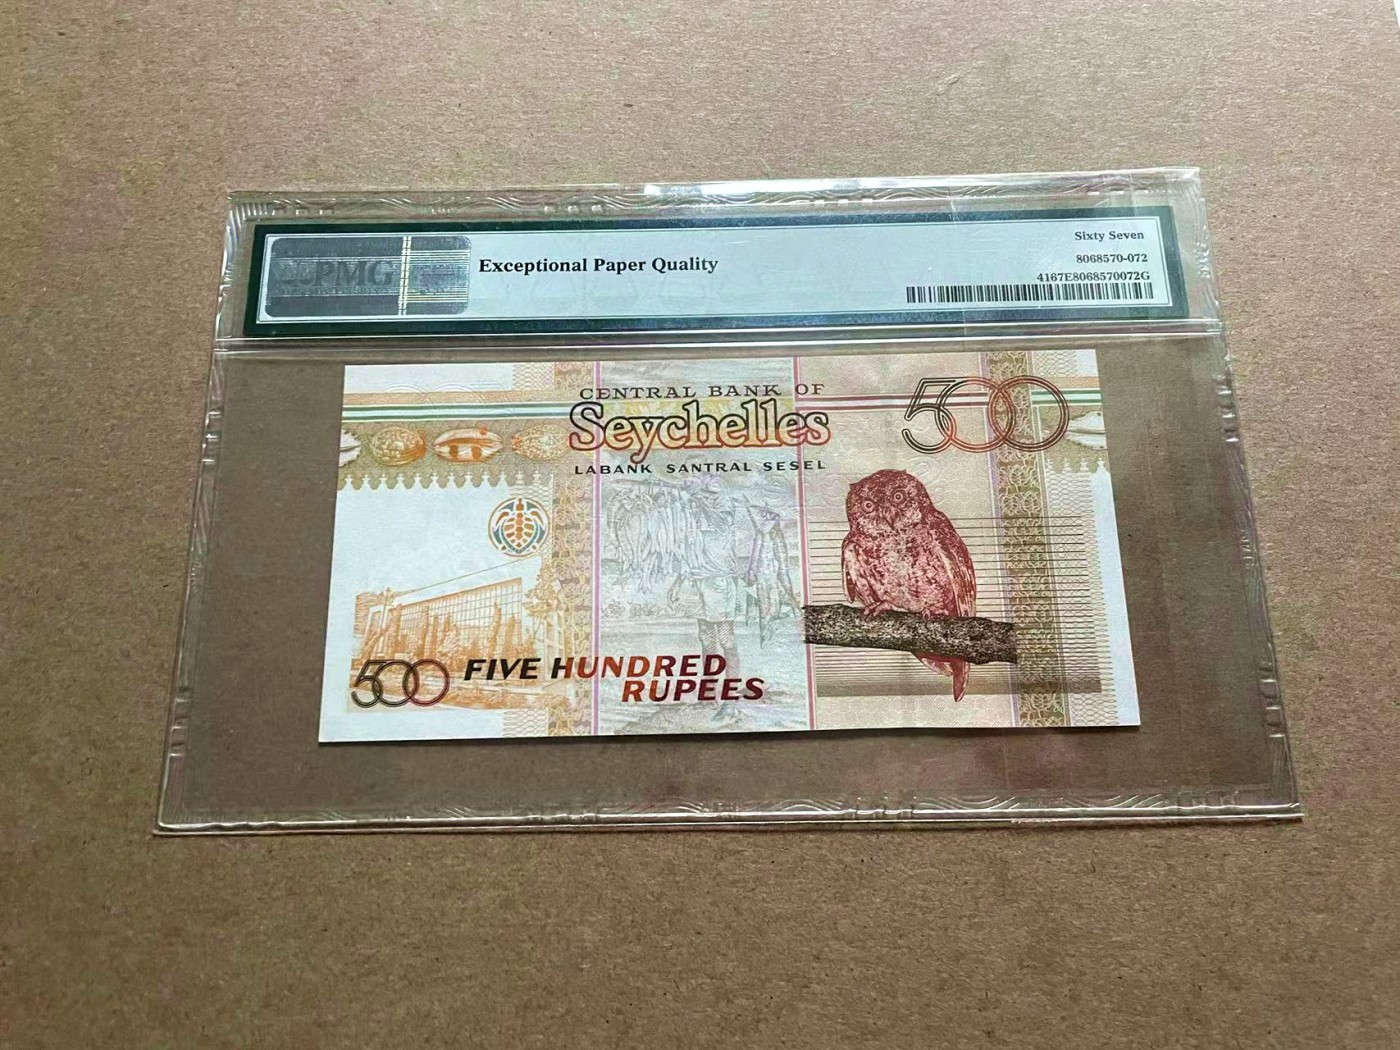 PMG
Exceptional Paper Quality
Sixty Seven
8068570-072
4167E8068570072G
CENTRAL BANK OF
Seychelles
LABANK SANTRAL SESEL
500
500
FIVE HUNDRED
RUPEES